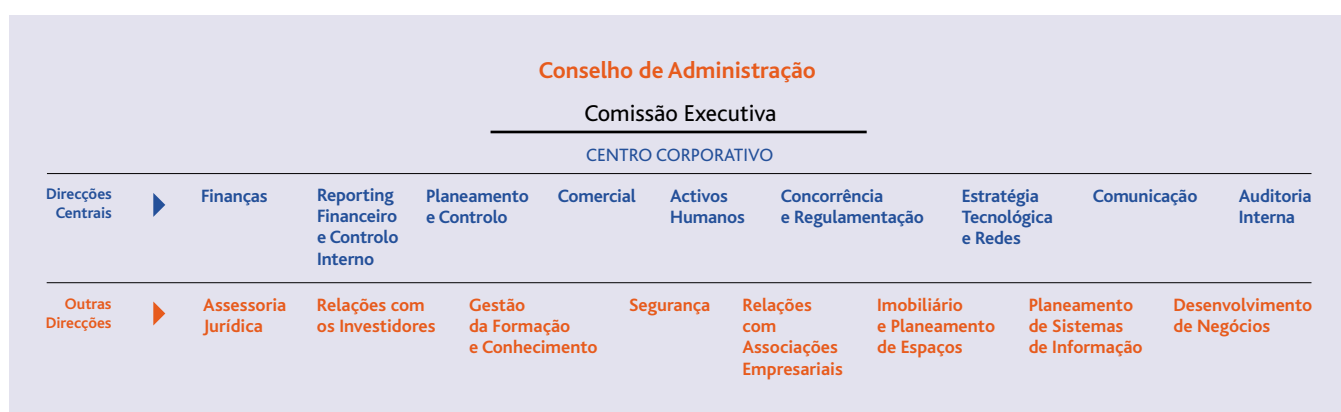 Conselho de Administração
Comissão Executiva
CENTRO CORPORATIVO
Direcções
Centrais
Finanças
Reporting
Financeiro
e Controlo
Interno
Planeamento
e Controlo
Comercial
Activos
Humanos
Concorrência
e Regulamentação
Estratégia
Tecnológica
e Redes
Comunicação
Auditoria
Interna
Outras
Direcções
Assessoria
Jurídica
Relações com
os Investidores
Gestão
da Formação
e Conhecimento
Segurança
Relações
com
Associações
Empresariais
Imobiliário
e Planeamento
de Espaços
Planeamento
de Sistemas
de Informação
Desenvolvimento
de Negócios